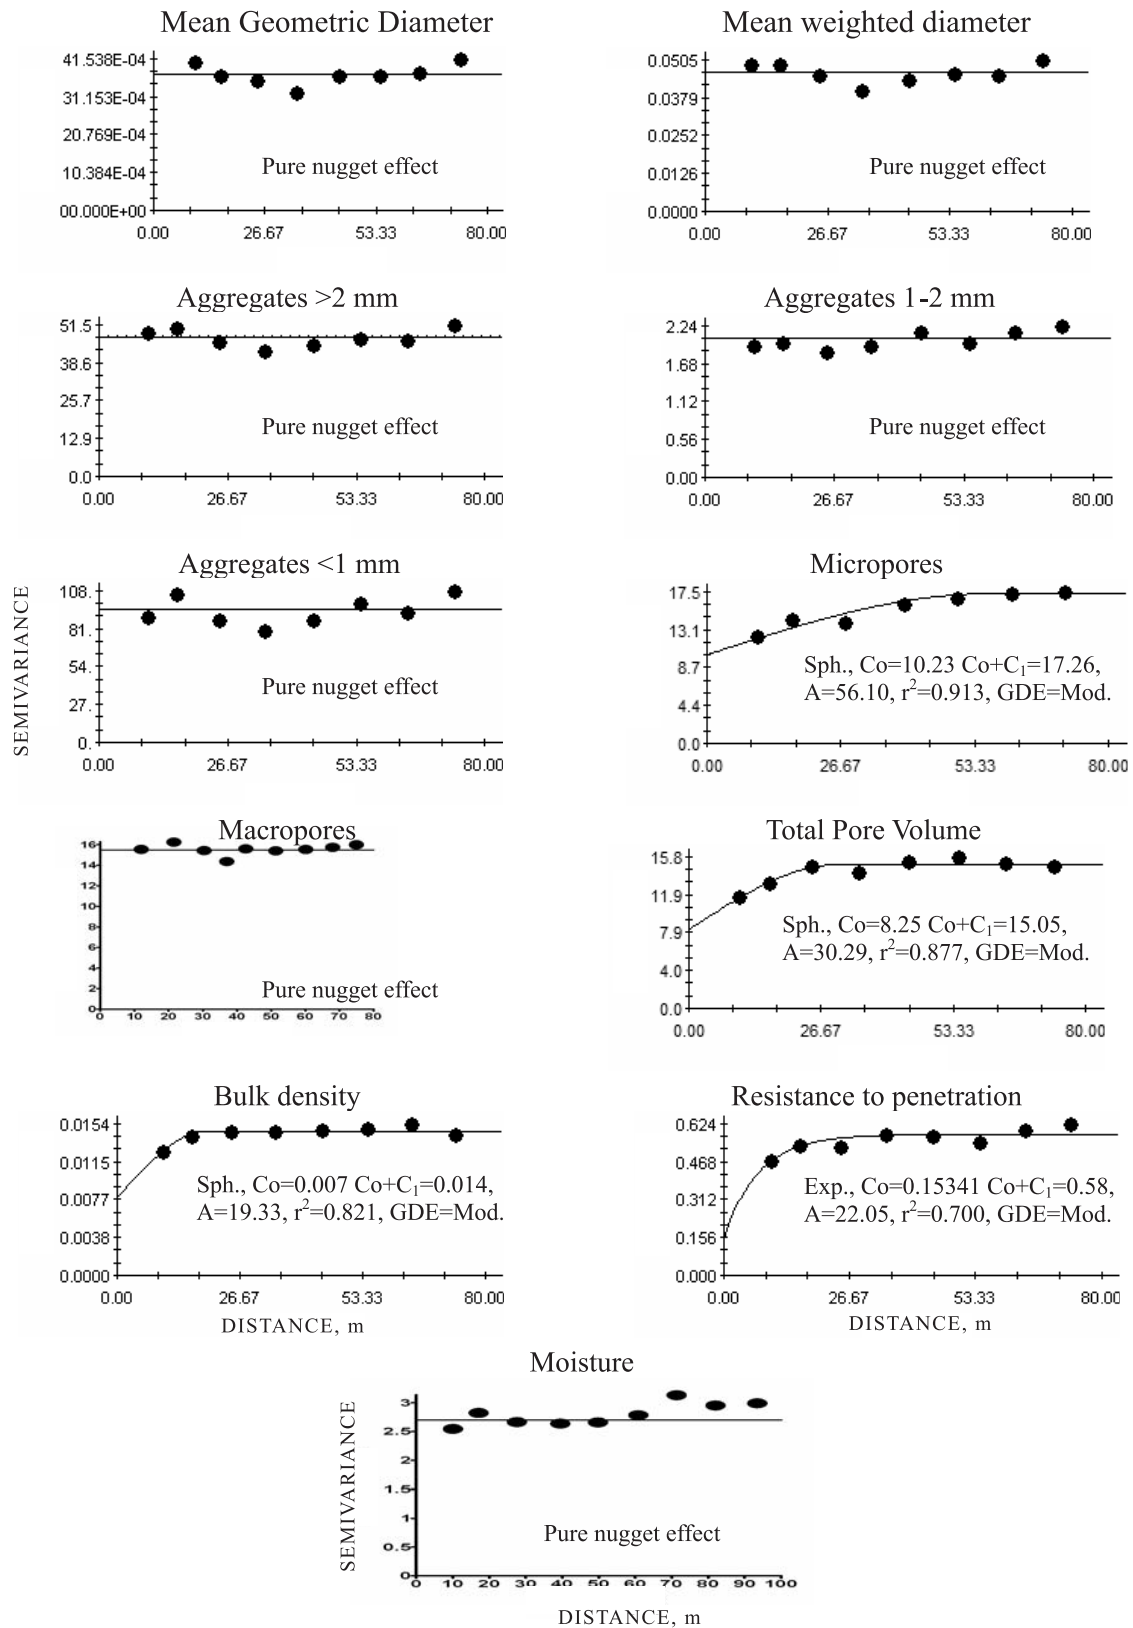 Mean Geometric Diameter
41.538E-04
31.153E-04
20.769E-04
10.384E-04
00.000E+00
Pure nugget effect
0.00 26.67 53.33 80.00
Mean weighted diameter
0.0505
0.0379
0.0252
0.0126
0.0000
Pure nugget effect
0.00 26.67 53.33 80.00
Aggregates >2 mm
51.5
38.6
25.7
12.9
0.0
Pure nugget effect
0.00 26.67 53.33 80.00
Aggregates 1-2 mm
2.24
1.68
1.12
0.56
0.00
Pure nugget effect
0.00 26.67 53.33 80.00
SEMIVARIANCE
Aggregates <1 mm
108.
81.
54.
27.
0.
Pure nugget effect
0.00 26.67 53.33 80.00
Micropores
17.5
13.1
8.7
4.4
0.0
Sph., Co=10.23 Co+C₁=17.26,
A=56.10, r²=0.913, GDE=Mod.
0.00 26.67 53.33 80.00
Macropores
16
14
12
10
8
6
4
2
0
Pure nugget effect
0 10 20 30 40 50 60 70 80
Total Pore Volume
15.8
11.9
7.9
4.0
0.0
Sph., Co=8.25 Co+C₁=15.05,
A=30.29, r²=0.877, GDE=Mod.
0.00 26.67 53.33 80.00
Bulk density
0.0154
0.0115
0.0077
0.0038
0.0000
Sph., Co=0.007 Co+C₁=0.014,
A=19.33, r²=0.821, GDE=Mod.
0.00 26.67 53.33 80.00
DISTANCE, m
Resistance to penetration
0.624
0.468
0.312
0.156
0.000
Exp., Co=0.15341 Co+C₁=0.58,
A=22.05, r²=0.700, GDE=Mod.
0.00 26.67 53.33 80.00
DISTANCE, m
Moisture
SEMIVARIANCE
3
2.5
2
1.5
1
0.5
0
Pure nugget effect
0 10 20 30 40 50 60 70 80 90 100
DISTANCE, m